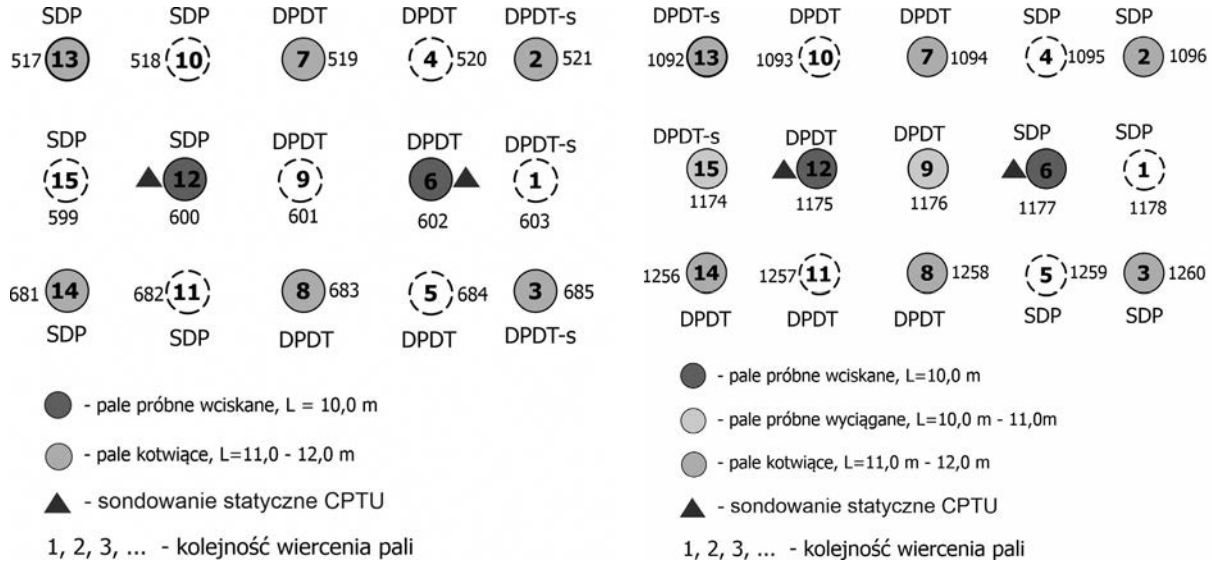 SDP SDP DPDT DPDT DPDT-s
517 13 518 10 7 519 4 520 2 521
SDP SDP DPDT DPDT DPDT-s
15 12 9 6 1
599 600 601 602 603
681 14 682 11 8 683 5 684 3 685
SDP SDP DPDT DPDT DPDT-s
- pale próbne wciskane, L = 10,0 m
- pale kotwiące, L=11,0 - 12,0 m
- sondowanie statyczne CPTU
1, 2, 3, ... - kolejność wiercenia pali
DPDT-s DPDT DPDT SDP SDP
1092 13 1093 10 7 1094 4 1095 2 1096
DPDT-s DPDT DPDT SDP SDP
15 12 9 6 1
1174 1175 1176 1177 1178
1256 14 1257 11 8 1258 5 1259 3 1260
DPDT DPDT DPDT SDP SDP
- pale próbne wciskane, L=10,0 m
- pale próbne wyciągane, L=10,0 m - 11,0m
- pale kotwiące, L=11,0 m - 12,0 m
- sondowanie statyczne CPTU
1, 2, 3, ... - kolejność wiercenia pali